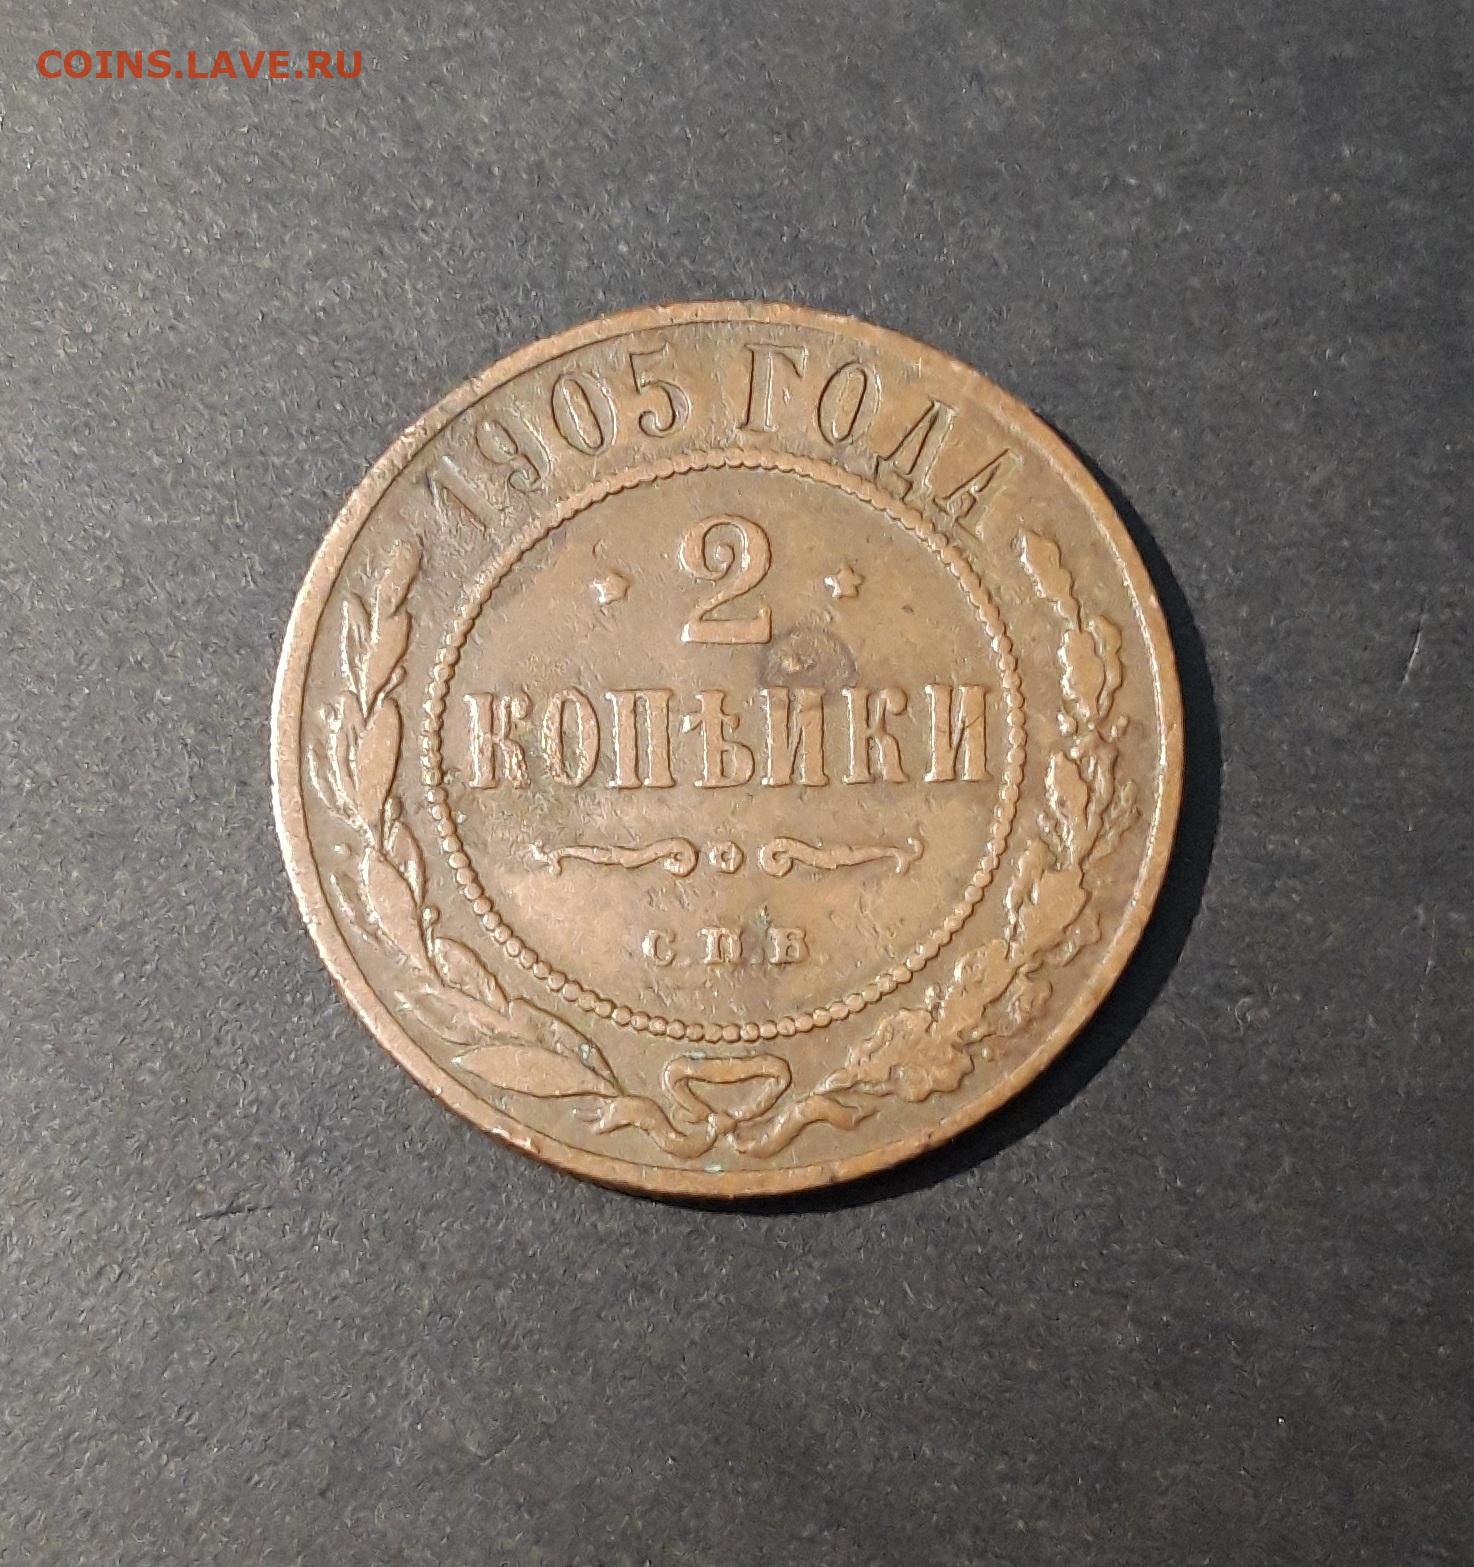 COINS.LAVE.RU
1905 ГОДА
2
КОПѢЙКИ
С.П.Б.